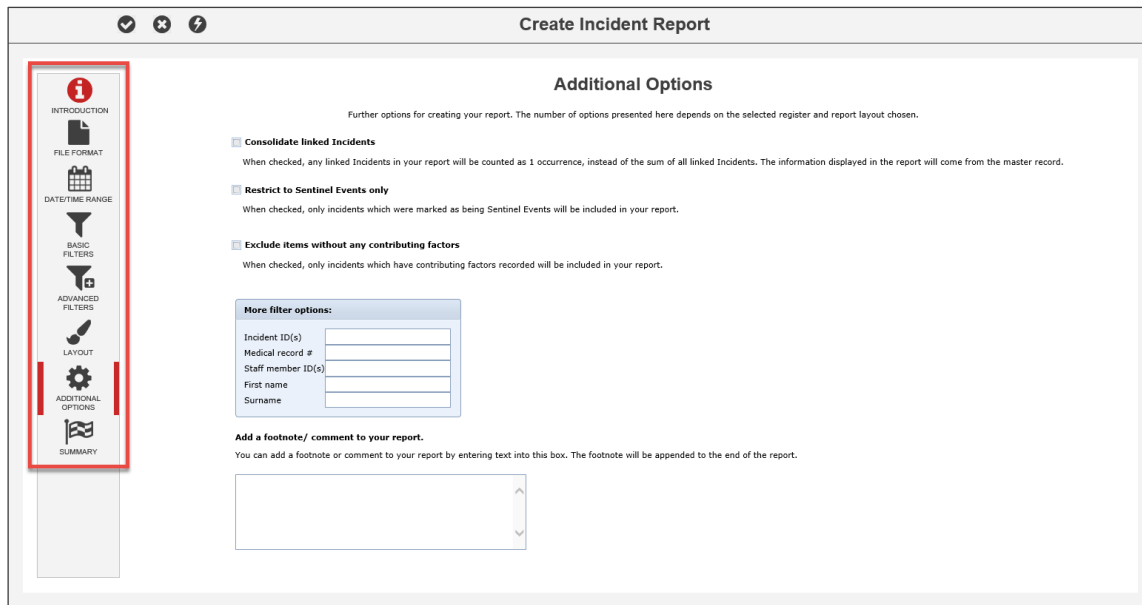 Create Incident Report
INTRODUCTION
FILE FORMAT
DATE/TIME RANGE
BASIC
FILTERS
ADVANCED
FILTERS
LAYOUT
ADDITIONAL
OPTIONS
SUMMARY
Additional Options
Further options for creating your report. The number of options presented here depends on the selected register and report layout chosen.
Consolidate linked Incidents
When checked, any linked Incidents in your report will be counted as 1 occurrence, instead of the sum of all linked Incidents. The information displayed in the report will come from the master record.
Restrict to Sentinel Events only
When checked, only incidents which were marked as being Sentinel Events will be included in your report.
Exclude items without any contributing factors
When checked, only incidents which have contributing factors recorded will be included in your report.
More filter options:
Incident ID(s)
Medical record #
Staff member ID(s)
First name
Surname
Add a footnote/ comment to your report.
You can add a footnote or comment to your report by entering text into this box. The footnote will be appended to the end of the report.